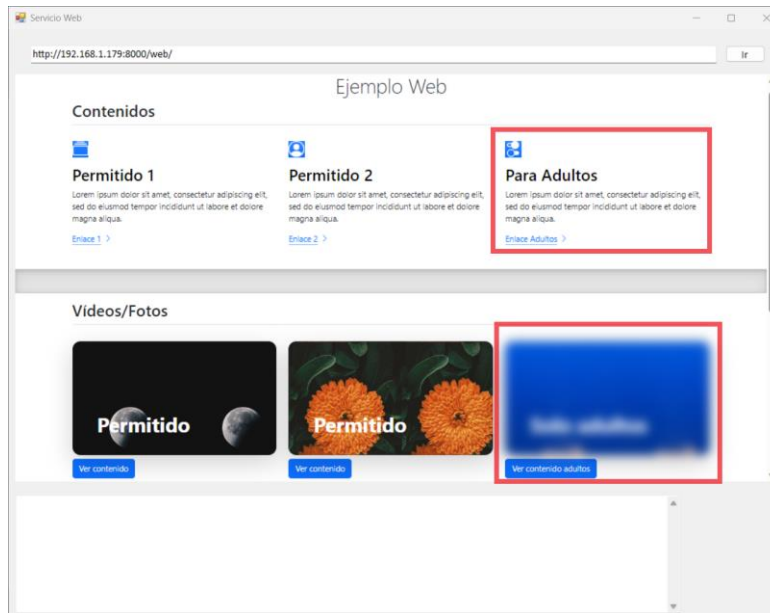 Servicio Web
http://192.168.1.179:8000/web/
Ir
Ejemplo Web
Contenidos
Permitido 1
Lorem ipsum dolor sit amet, consectetur adipiscing elit,
sed do eiusmod tempor incididunt ut labore et dolore
magna aliqua.
Enlace 1
Permitido 2
Lorem ipsum dolor sit amet, consectetur adipiscing elit,
sed do eiusmod tempor incididunt ut labore et dolore
magna aliqua.
Enlace 2
Para Adultos
Lorem ipsum dolor sit amet, consectetur adipiscing elit,
sed do eiusmod tempor incididunt ut labore et dolore
magna aliqua.
Enlace Adultos
Vídeos/Fotos
Permitido
Ver contenido
Permitido
Ver contenido
Solo adultos
Ver contenido adultos